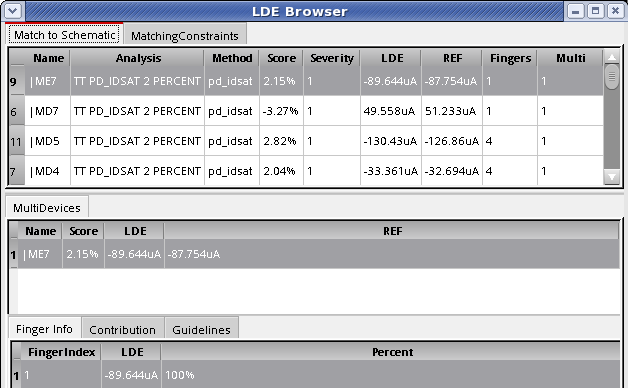 LDE Browser
Match to Schematic MatchingConstraints
Name Analysis Method Score Severity LDE REF Fingers Multi
9 |ME7 TT PD_IDSAT 2 PERCENT pd_idsat 2.15% 1 -89.644uA -87.754uA 1 1
6 |MD7 TT PD_IDSAT 2 PERCENT pd_idsat -3.27% 1 49.558uA 51.233uA 1 1
11 |MD5 TT PD_IDSAT 2 PERCENT pd_idsat 2.82% 1 -130.43uA -126.86uA 4 1
7 |MD4 TT PD_IDSAT 2 PERCENT pd_idsat 2.04% 1 -33.361uA -32.694uA 4 1
MultiDevices
Name Score LDE REF
1 |ME7 2.15% -89.644uA -87.754uA
Finger Info Contribution Guidelines
FingerIndex LDE Percent
1 1 -89.644uA 100%